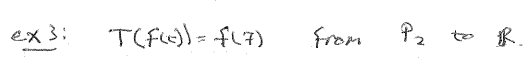 ex 3: T(f(t)) = f(7) from P₂ to ℝ.